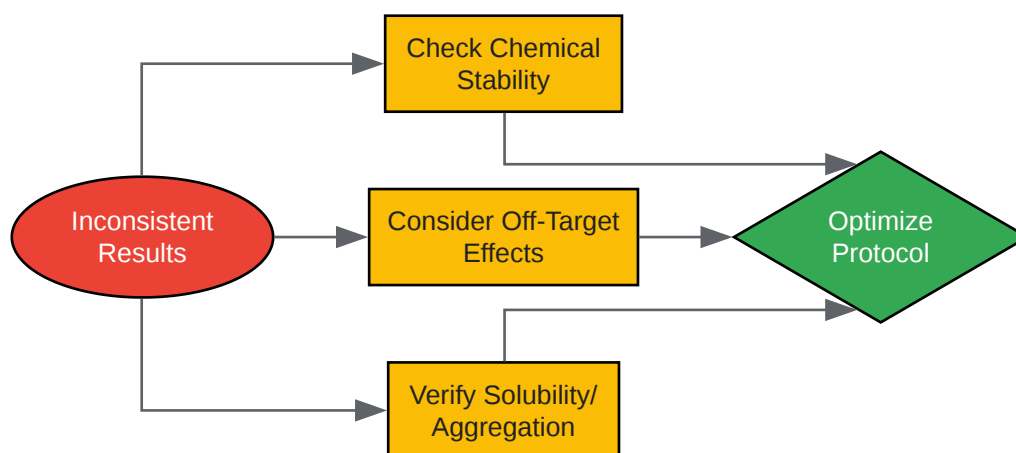 Check Chemical
Stability
Inconsistent
Results
Consider Off-Target
Effects
Optimize
Protocol
Verify Solubility/
Aggregation